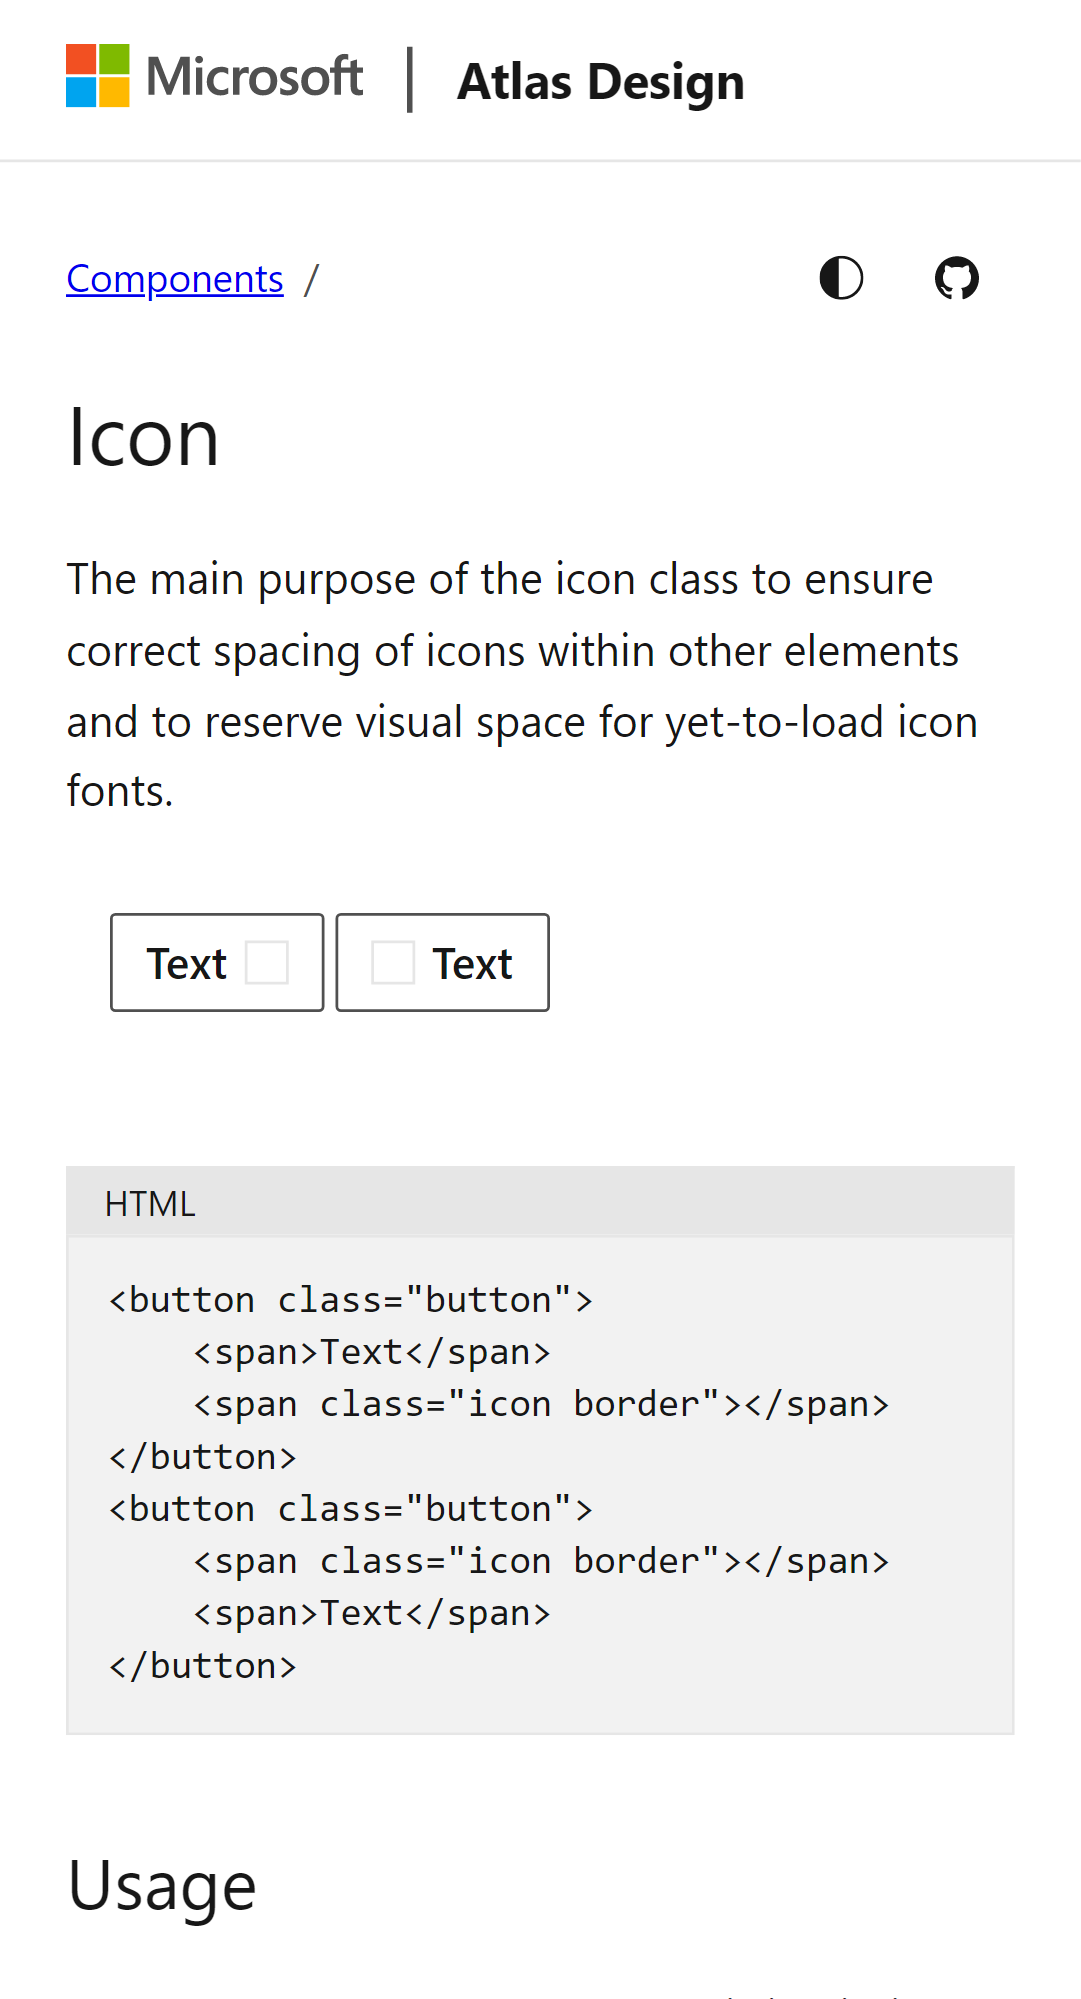 Microsoft | Atlas Design
Components /
Icon
The main purpose of the icon class to ensure
correct spacing of icons within other elements
and to reserve visual space for yet-to-load icon
fonts.
Text Text
HTML
<button class="button">
    <span>Text</span>
    <span class="icon border"></span>
</button>
<button class="button">
    <span class="icon border"></span>
    <span>Text</span>
</button>
Usage